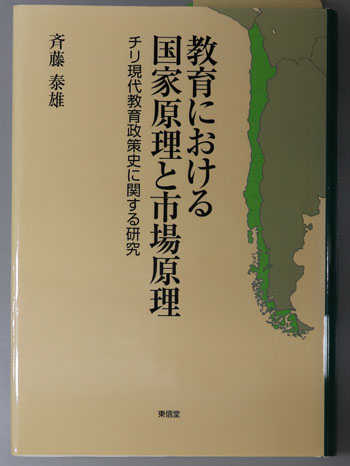 教育における
国家原理と市場原理
チリ現代教育政策史に関する研究
斉藤 泰雄
東信堂